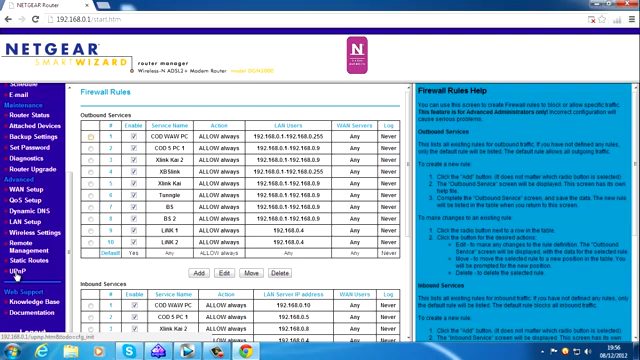 NETGEAR Router
192.168.0.1/start.htm
NETGEAR
SMARTWIZARD
router manager
Wireless-N ADSL2+ Modem Router model DGN1000
N
NETGEAR
Schedule
E-mail
Maintenance
Router Status
Attached Devices
Backup Settings
Set Password
Diagnostics
Router Upgrade
Advanced
WAN Setup
QoS Setup
Dynamic DNS
LAN Setup
Wireless Settings
Remote
Management
Static Routes
UPnP
Web Support
Knowledge Base
Documentation
Logout
Firewall Rules
Outbound Services
# Enable Service Name Action LAN Users WAN Servers Log
1 COD WAW PC ALLOW always 192.168.0.1-192.168.0.255 Any Never
2 COD 5 PC 1 ALLOW always 192.168.0.1-192.168.0.9 Any Never
3 Xlink Kai 2 ALLOW always 192.168.0.1-192.168.0.9 Any Never
4 XBSlink ALLOW always 192.168.0.1-192.168.0.255 Any Never
5 Xlink Kai ALLOW always 192.168.0.1-192.168.0.9 Any Never
6 Tunngle ALLOW always 192.168.0.1-192.168.0.9 Any Never
7 BS ALLOW always 192.168.0.1-192.168.0.9 Any Never
8 BS 2 ALLOW always 192.168.0.1-192.168.0.9 Any Never
9 LiNK 1 ALLOW always 192.168.0.4 Any Never
10 LiNK 2 ALLOW always 192.168.0.4 Any Never
Default Yes Any ALLOW always Any Any Never
Add Edit Move Delete
Inbound Services
# Enable Service Name Action LAN Server IP address WAN Users Log
1 COD WAW PC ALLOW always 192.168.0.10 Any Never
2 COD 5 PC 1 ALLOW always 192.168.0.9 Any Never
3 Xlink Kai 2 ALLOW always 192.168.0.8 Any Never
Firewall Rules Help
You can use this screen to create Firewall rules to block or allow specific traffic.
This feature is for Advanced Administrators only! Incorrect configuration will
cause serious problems.
Outbound Services
This lists all existing rules for outbound traffic. If you have not defined any rules,
only the default rule will be listed. The default rule allows all outgoing traffic.
To create a new rule:
1. Click the "Add" button. (It does not matter which radio button is selected)
2. The "Outbound Service" screen will be displayed. This screen has its own
help file.
3. Complete the "Outbound Service" screen, and save the data. The new rule
will be listed in the table when you return to this screen.
To make changes to an existing rule:
1. Click the radio button next to a row in the table.
2. Click the button for the desired actions:
Edit - to make any changes to the rule definition. The "Outbound
Service" screen will be displayed, with the data for the selected rule.
Move - to move the selected rule to a new position in the table. You
will be prompted for the new position.
Delete - to delete the selected rule.
Inbound Services
This lists all existing rules for inbound traffic. If you have not defined any rules,
only the default rule will be listed. The default rule blocks all inbound traffic.
To create a new rule:
1. Click the "Add" button. (It does not matter which radio button is selected)
19:56
08/12/2012